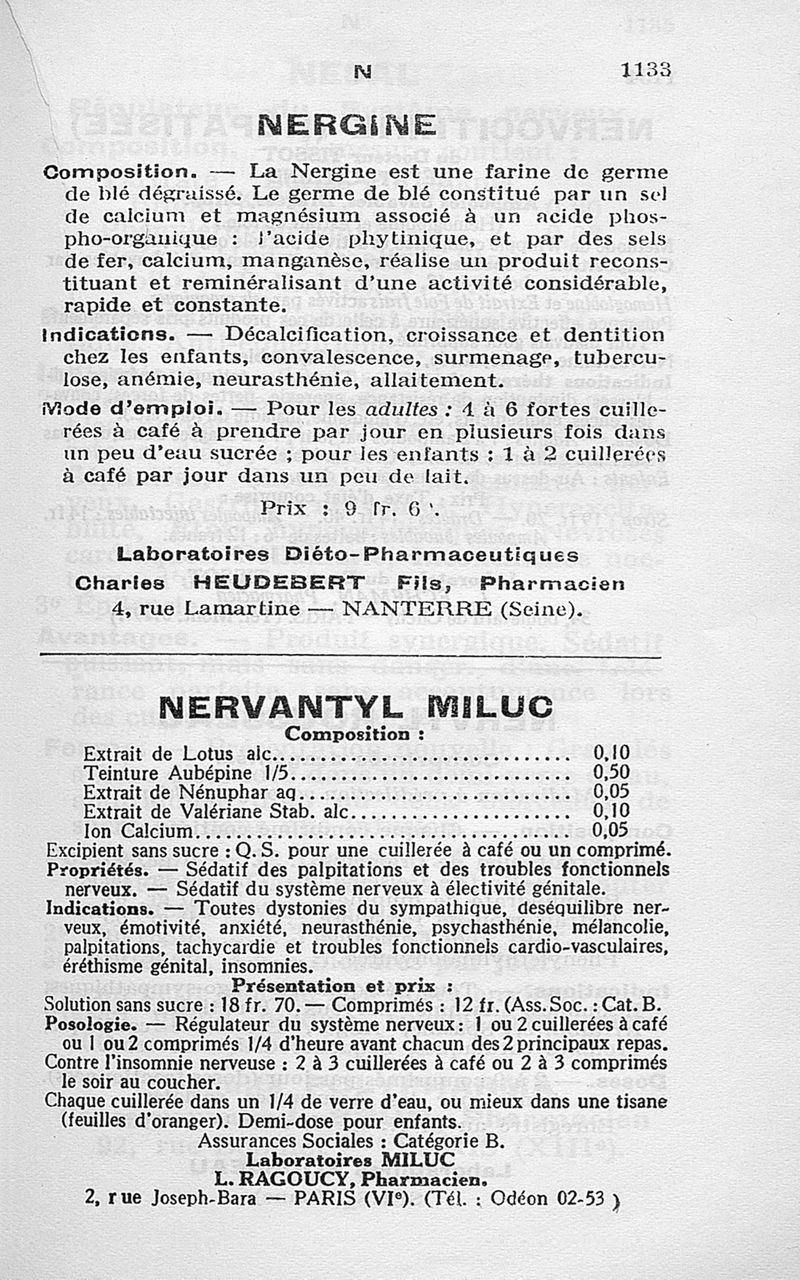 N 1133
NERGINE
Composition. — La Nergine est une farine de germe
de blé dégraissé. Le germe de blé constitué par un sel
de calcium et magnésium associé à un acide phos-
pho-organique : l'acide phytinique, et par des sels
de fer, calcium, manganèse, réalise un produit recons-
tituant et reminéralisant d'une activité considérable,
rapide et constante.
Indications. — Décalcification, croissance et dentition
chez les enfants, convalescence, surmenage, tubercu-
lose, anémie, neurasthénie, allaitement.
Mode d'emploi. — Pour les adultes : 4 à 6 fortes cuille-
rées à café à prendre par jour en plusieurs fois dans
un peu d'eau sucrée ; pour les enfants : 1 à 2 cuillerées
à café par jour dans un peu de lait.
Prix : 9 fr. 6
Laboratoires Diéto-Pharmaceutiques
Charles HEUDEBERT Fils, Pharmacien
4, rue Lamartine — NANTERRE (Seine).
NERVANTYL MILUC
Composition :
Extrait de Lotus alc.............................. 0,10
Teinture Aubépine 1/5............................ 0,50
Extrait de Nénuphar aq........................... 0,05
Extrait de Valériane Stab. alc...................... 0,10
Ion Calcium...................................... 0,05
Excipient sans sucre : Q. S. pour une cuillerée à café ou un comprimé.
Propriétés. — Sédatif des palpitations et des troubles fonctionnels
nerveux. — Sédatif du système nerveux à électivité génitale.
Indications. — Toutes dystonies du sympathique, deséquilibre ner-
veux, émotivité, anxiété, neurasthénie, psychasthénie, mélancolie,
palpitations, tachycardie et troubles fonctionnels cardio-vasculaires,
éréthisme génital, insomnies.
Présentation et prix :
Solution sans sucre : 18 fr. 70. — Comprimés : 12 fr. (Ass. Soc. : Cat. B.
Posologie. — Régulateur du système nerveux : 1 ou 2 cuillerées à café
ou 1 ou 2 comprimés 1/4 d'heure avant chacun des 2 principaux repas.
Contre l'insomnie nerveuse : 2 à 3 cuillerées à café ou 2 à 3 comprimés
le soir au coucher.
Chaque cuillerée dans un 1/4 de verre d'eau, ou mieux dans une tisane
(feuilles d'oranger). Demi-dose pour enfants.
Assurances Sociales : Catégorie B.
Laboratoires MILUC
L. RAGOUCY, Pharmacien.
2, rue Joseph-Bara — PARIS (VIe). (Tél. : Odéon 02-53)